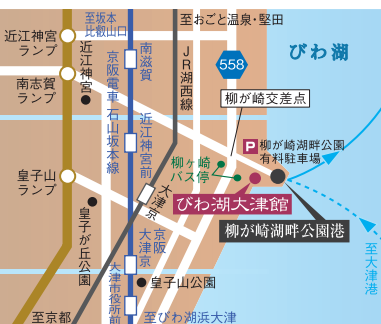 至坂本
比叡山口
至おごと温泉・堅田
近江神宮
ランプ
近江神宮
南滋賀
京阪電車 石山坂本線
JR湖西線
558
びわ湖
南志賀
ランプ
柳が崎交差点
近江神宮前
P
柳が崎湖畔公園
有料駐車場
柳ヶ崎
バス停
皇子山
ランプ
大津京
びわ湖大津館
柳が崎湖畔公園港
皇子が丘公園
京阪
大津京
至大津港
皇子山公園
大津市役所前
至京都
至びわ湖浜大津